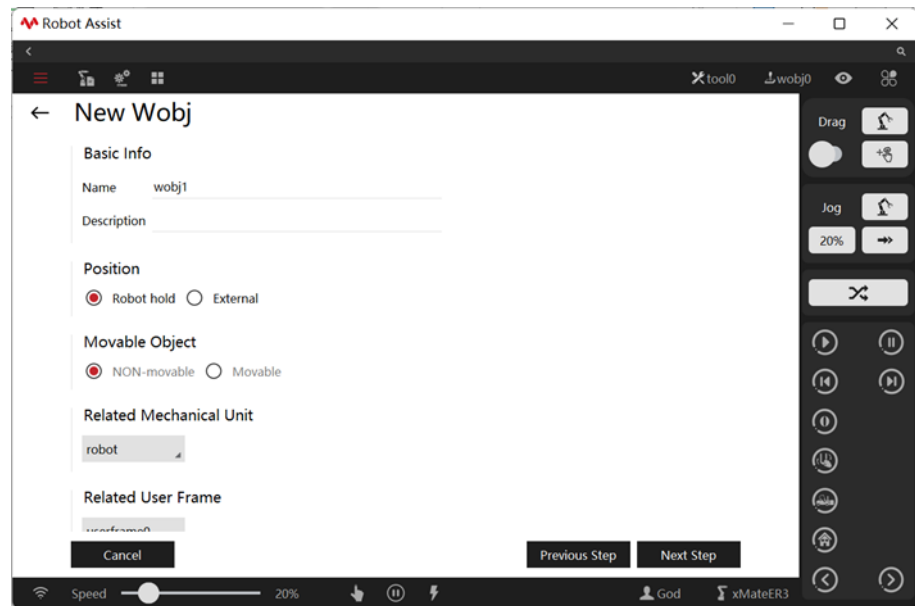 Robot Assist
tool0 wobj0
New Wobj
Basic Info
Name wobj1
Description
Position
Robot hold External
Movable Object
NON-movable Movable
Related Mechanical Unit
robot
Related User Frame
userframe0
Cancel Previous Step Next Step
Drag
Jog
20%
Speed 20% God xMateER3